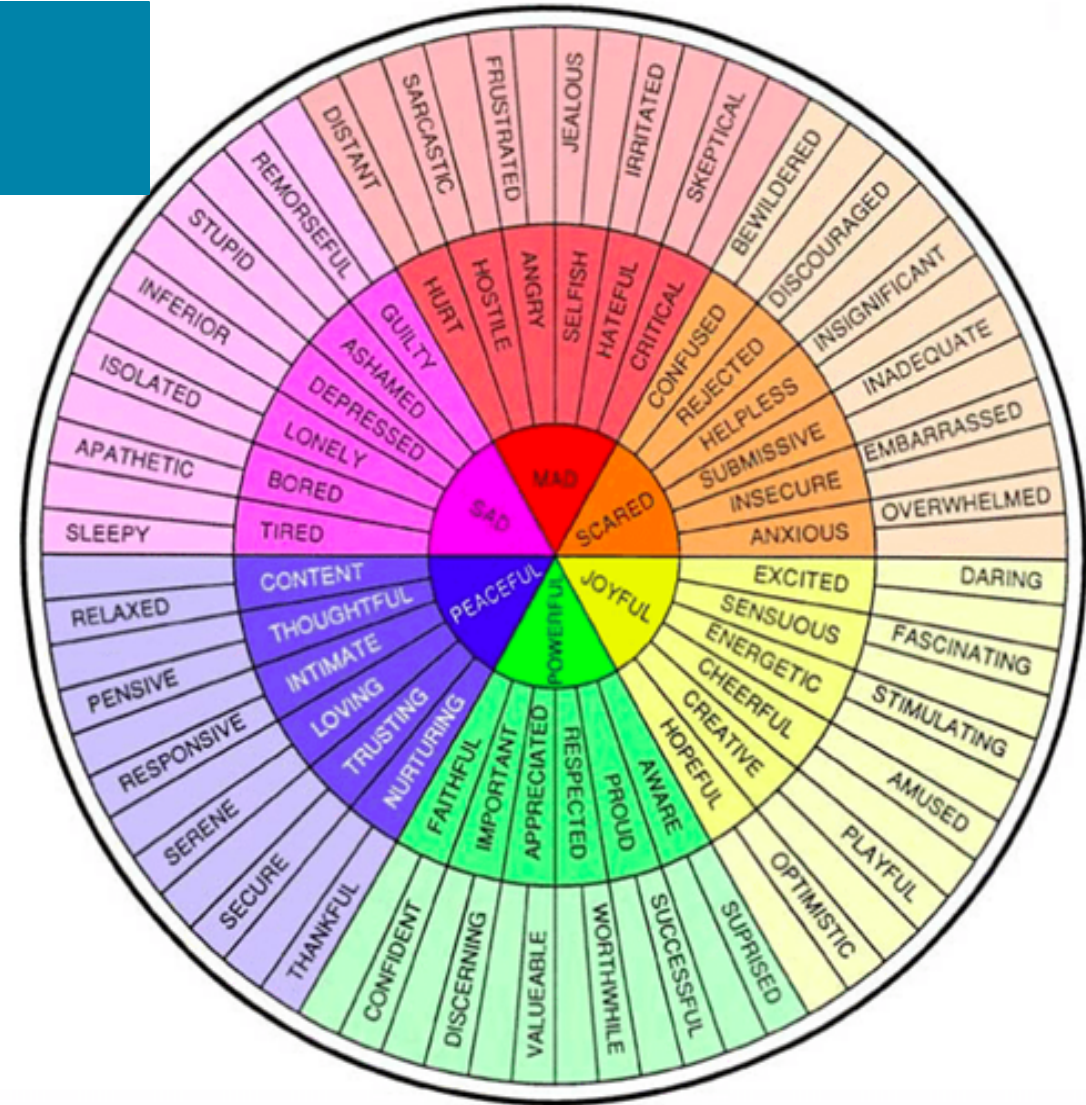 MAD
HURT
HOSTILE
ANGRY
SELFISH
HATEFUL
CRITICAL
DISTANT
SARCASTIC
FRUSTRATED
JEALOUS
IRRITATED
SKEPTICAL
SCARED
CONFUSED
REJECTED
HELPLESS
SUBMISSIVE
INSECURE
ANXIOUS
BEWILDERED
DISCOURAGED
INSIGNIFICANT
INADEQUATE
EMBARRASSED
OVERWHELMED
JOYFUL
EXCITED
SENSUOUS
ENERGETIC
CHEERFUL
CREATIVE
HOPEFUL
DARING
FASCINATING
STIMULATING
AMUSED
PLAYFUL
OPTIMISTIC
POWERFUL
AWARE
PROUD
RESPECTED
APPRECIATED
IMPORTANT
FAITHFUL
SUPRISED
SUCCESSFUL
WORTHWHILE
VALUEABLE
DISCERNING
CONFIDENT
PEACEFUL
NURTURING
TRUSTING
LOVING
INTIMATE
THOUGHTFUL
CONTENT
THANKFUL
SECURE
SERENE
RESPONSIVE
PENSIVE
RELAXED
SAD
TIRED
BORED
LONELY
DEPRESSED
ASHAMED
GUILTY
SLEEPY
APATHETIC
ISOLATED
INFERIOR
STUPID
REMORSEFUL